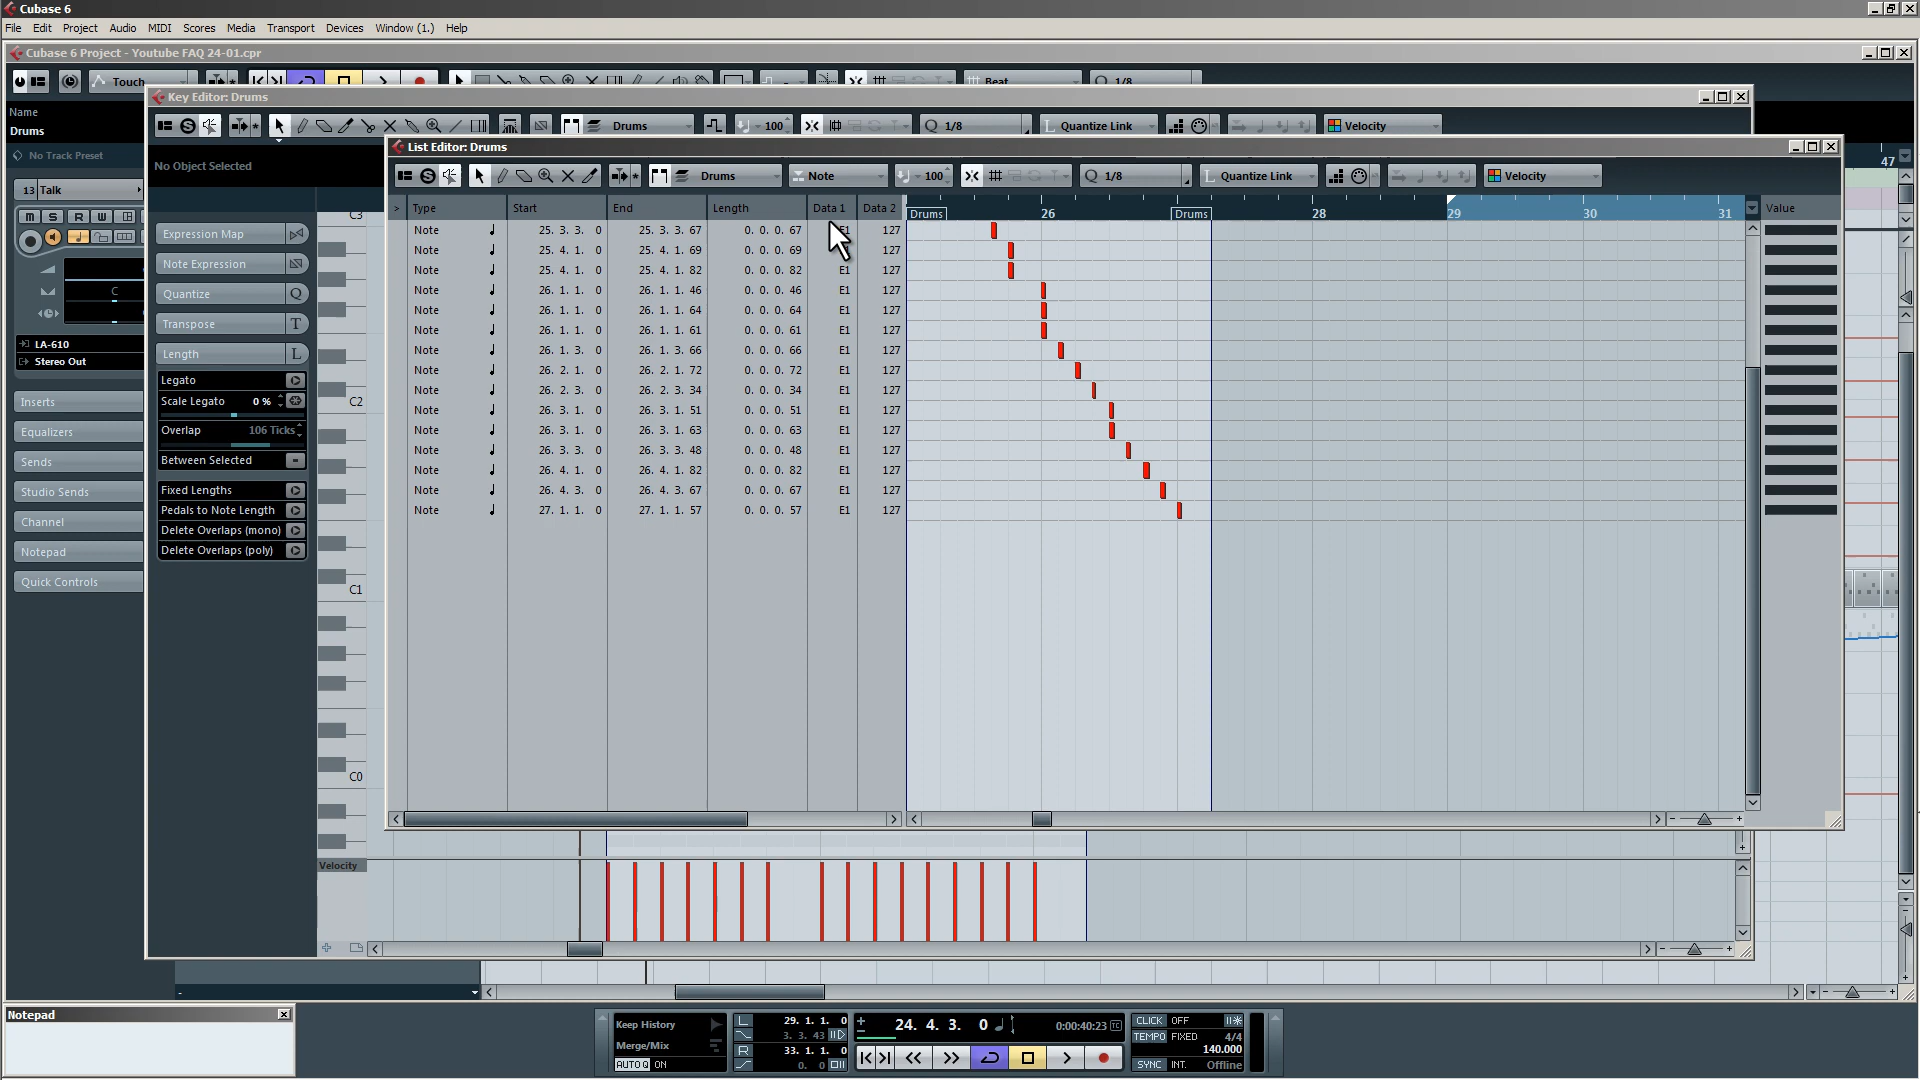 Cubase 6
File Edit Project Audio MIDI Scores Media Transport Devices Window (1.) Help
Cubase 6 Project - Youtube FAQ 24-01.cpr
Touch Beat Q 1/8
Key Editor: Drums
Name
Drums
No Track Preset
13 Talk
M S R W
C
LA-610
Stereo Out
Inserts
Equalizers
Sends
Studio Sends
Channel
Notepad
Quick Controls
Drums 100 Q 1/8 L Quantize Link Velocity
No Object Selected
Expression Map
Note Expression
Quantize Q
Transpose T
Length L
Legato
Scale Legato 0 %
Overlap 106 Ticks
Between Selected
Fixed Lengths
Pedals to Note Length
Delete Overlaps (mono)
Delete Overlaps (poly)
C3
C2
C1
C0
Velocity
47
List Editor: Drums
Drums Note 100 Q 1/8 L Quantize Link Velocity
> Type Start End Length Data 1 Data 2 Drums 26 Drums 28 29 30 31 Value
Note 25. 3. 3. 0 25. 3. 3. 67 0. 0. 0. 67 E1 127
Note 25. 4. 1. 0 25. 4. 1. 69 0. 0. 0. 69 127
Note 25. 4. 1. 0 25. 4. 1. 82 0. 0. 0. 82 E1 127
Note 26. 1. 1. 0 26. 1. 1. 46 0. 0. 0. 46 E1 127
Note 26. 1. 1. 0 26. 1. 1. 64 0. 0. 0. 64 E1 127
Note 26. 1. 1. 0 26. 1. 1. 61 0. 0. 0. 61 E1 127
Note 26. 1. 3. 0 26. 1. 3. 66 0. 0. 0. 66 E1 127
Note 26. 2. 1. 0 26. 2. 1. 72 0. 0. 0. 72 E1 127
Note 26. 2. 3. 0 26. 2. 3. 34 0. 0. 0. 34 E1 127
Note 26. 3. 1. 0 26. 3. 1. 51 0. 0. 0. 51 E1 127
Note 26. 3. 1. 0 26. 3. 1. 63 0. 0. 0. 63 E1 127
Note 26. 3. 3. 0 26. 3. 3. 48 0. 0. 0. 48 E1 127
Note 26. 4. 1. 0 26. 4. 1. 82 0. 0. 0. 82 E1 127
Note 26. 4. 3. 0 26. 4. 3. 67 0. 0. 0. 67 E1 127
Note 27. 1. 1. 0 27. 1. 1. 57 0. 0. 0. 57 E1 127
Notepad
Keep History
Merge/Mix
AUTO Q ON
L 29. 1. 1. 0
3. 3. 43
R 33. 1. 1. 0
0. 0
24. 4. 3. 0 0:00:40:23 TC
CLICK OFF
TEMPO FIXED 4/4
140.000
SYNC INT. Offline